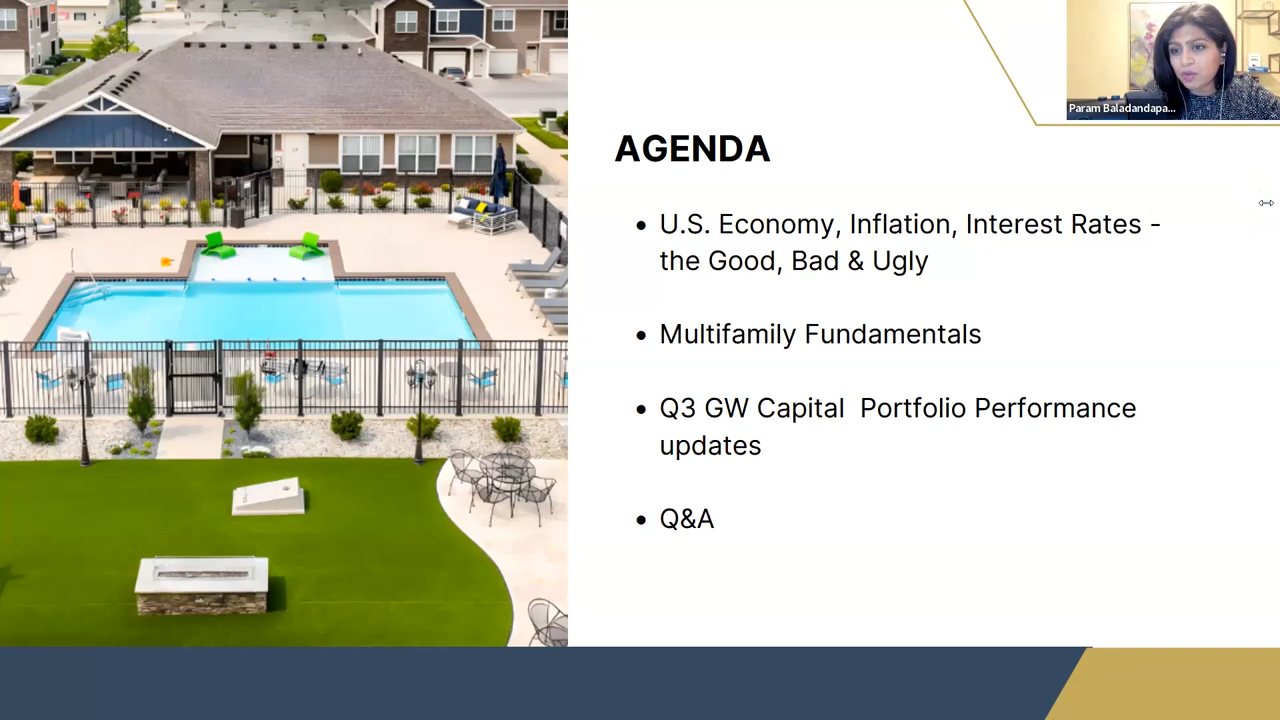 Param Baladandapa...
AGENDA
• U.S. Economy, Inflation, Interest Rates -
the Good, Bad & Ugly
• Multifamily Fundamentals
• Q3 GW Capital  Portfolio Performance
updates
• Q&A